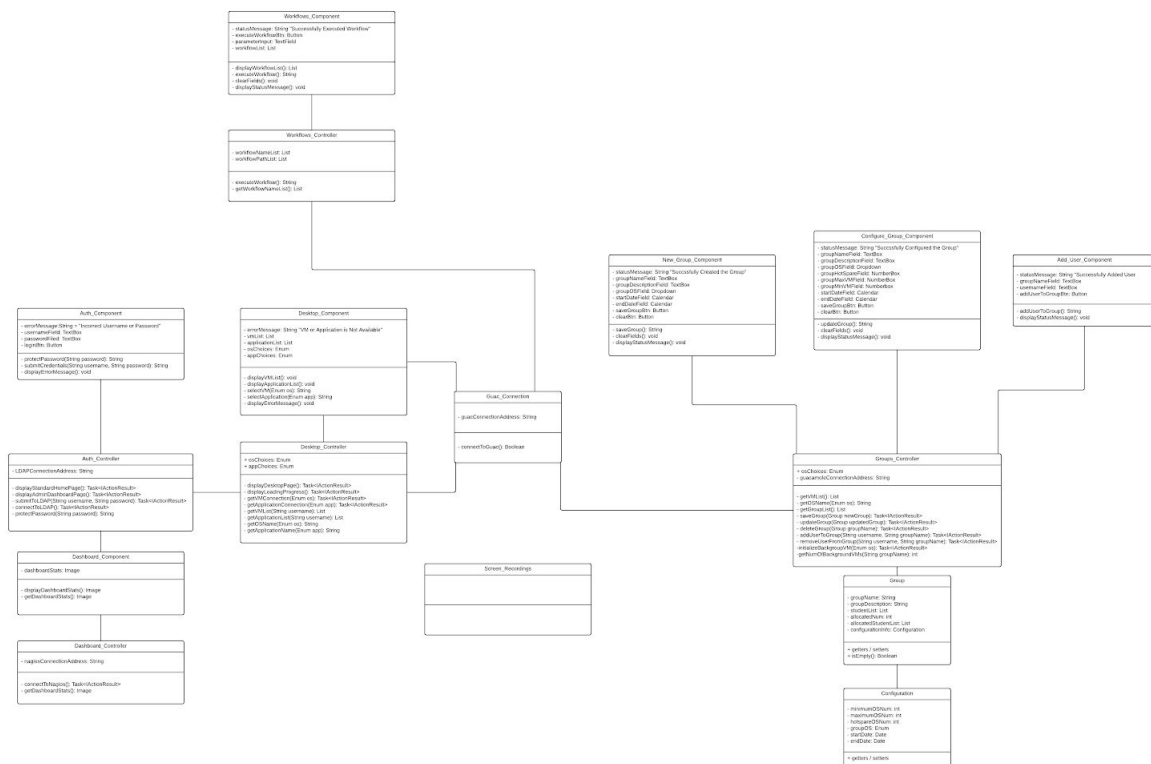 Workflows_Component
- statusMessage: String "Successfully Executed Workflow"
- executeWorkflowBtn: Button
- parameterInput: TextField
- workflowList: List
- displayWorkflowList(): List
- executeWorkflow(): String
- clearFields(): void
- displayStatusMessage(): void
Workflows_Controller
- workflowNameList: List
- workflowPathList: List
- executeWorkflow(): String
- getWorkflowNameList(): List
New_Group_Component
- statusMessage: String "Successfully Created the Group"
- groupNameField: TextBox
- groupDescriptionField: TextBox
- groupOSField: Dropdown
- startDateField: Calendar
- endDateField: Calendar
- saveGroupBtn: Button
- clearBtn: Button
- saveGroup(): String
- clearFields(): void
- displayStatusMessage(): void
Configure_Group_Component
- statusMessage: String "Successfully Configured the Group"
- groupNameField: TextBox
- groupDescriptionField: TextBox
- groupOSField: Dropdown
- groupHotSpareField: NumberBox
- groupMaxVMField: NumberBox
- groupMinVMField: Numberbox
- startDateField: Calendar
- endDateField: Calendar
- saveGroupBtn: Button
- clearBtn: Button
- updateGroup(): String
- clearFields(): void
- displayStatusMessage(): void
Add_User_Component
- statusMessage: String "Successfully Added User
- groupNameField: TextBox
- usernameField: TextBox
- addUserToGroupBtn: Button
- addUserToGroup(): String
- displayStatusMessage(): void
Auth_Component
- errorMessage:String = "Incorrect Username or Password"
- usernameField: TextBox
- passwordFiled: TextBox
- loginBtn: Button
- protectPassword(String password): String
- submitCredentials(String username, String password): String
- displayErrorMessage(): void
Desktop_Component
- errorMessage: String "VM or Application is Not Available"
- vmList: List
- applicationList: List
- osChoices: Enum
- appChoices: Enum
- displayVMList(): void
- displayApplicationList(): void
- selectVM(Enum os): String
- selectApplication(Enum app): String
- displayErrorMessage(): void
Guac_Connection
- guacConnectionAddress: String
- connectToGuac(): Boolean
Auth_Controller
- LDAPConnectionAddress: String
- displayStandardHomePage(): Task<IActionResult>
- displayAdminDashboardPage(): Task<IActionResult>
- submitToLDAP(String username, String password): Task<IActionResult>
- connectToLDAP(): Task<IActionResult>
- protectPassword(String password): String
Desktop_Controller
+ osChoices: Enum
+ appChoices: Enum
- displayDesktopPage(): Task<IActionResult>
- displayLoadingProgress(): Task<IActionResult>
- getVMConnection(Enum os): Task<IActionResult>
- getApplicationConnection(Enum app): Task<IActionResult>
- getVMList(String username): List
- getApplicationList(String username): List
- getOSName(Enum os): String
- getApplicationName(Enum app): String
Groups_Controller
+ osChoices: Enum
- guacamoleConnectionAddress: String
- getVMList(): List
- getOSName(Enum os): String
- getGroupList(): List
- saveGroup(Group newGroup): Task<IActionResult>
- updateGroup(Group updatedGroup): Task<IActionResult>
- deleteGroup(Group groupName): Task<IActionResult>
- addUserToGroup(String username, String groupName): Task<IActionResult>
- removeUserFromGroup(String username, String groupName): Task<IActionResult>
-initializeBackgroupVM(Enum os): Task<IActionResult>
-getNumOfBackgroundVMs(String groupName): int
Dashboard_Component
- dashboardStats: Image
- displayDashboardStats(): Image
- getDashboardStats(): Image
Screen_Recordings
Group
- groupName: String
- groupDescription: String
- studentList: List
- allocatedNum: int
- allocatedStudentList: List
- configurationInfo: Configuration
+ getters / setters
+ isEmpty(): Boolean
Dashboard_Controller
- nagiosConnectionAddress: String
- connectToNagios(): Task<IActionResult>
- getDashboardStats(): Image
Configuration
- minimumOSNum: int
- maximumOSNum: int
- hotspareOSNum: int
- groupOS: Enum
- startDate: Date
- endDate: Date
+ getters / setters